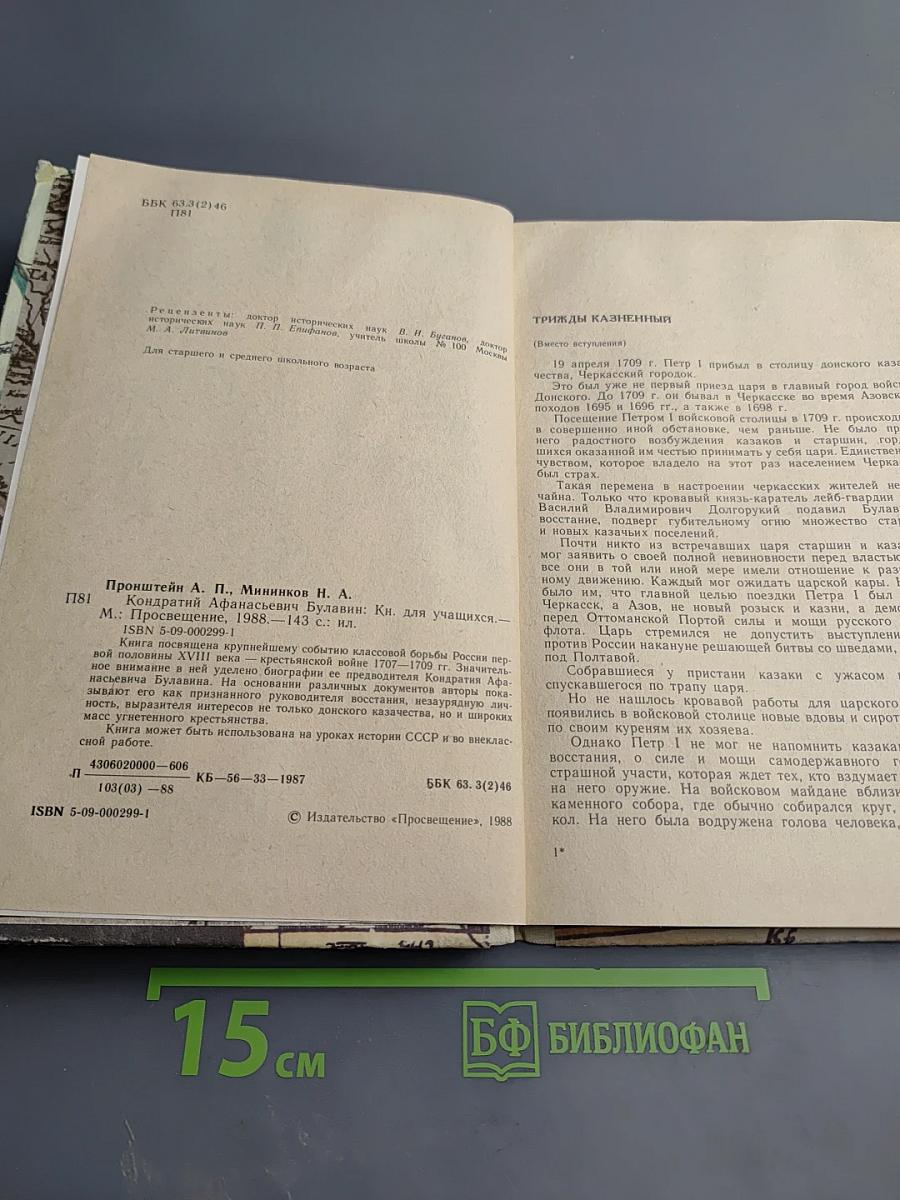 ББК 63.3(2)46
П81
Рецензенты: доктор исторических наук В. И. Буганов, доктор
исторических наук П. П. Епифанов, учитель школы № 100 Москвы
М. А. Литвинов
Для старшего и среднего школьного возраста
Пронштейн А. П., Мининков Н. А.
П81 Кондратий Афанасьевич Булавин: Кн. для учащихся.—
М.: Просвещение, 1988.—143 с.: ил.
ISBN 5-09-000299-1
Книга посвящена крупнейшему событию классовой борьбы России пер-
вой половины XVIII века — крестьянской войне 1707—1709 гг. Значитель-
ное внимание в ней уделено биографии ее предводителя Кондратия Афа-
насьевича Булавина. На основании различных документов авторы пока-
зывают его как признанного руководителя восстания, незаурядную лич-
ность, выразителя интересов не только донского казачества, но и широких
масс угнетенного крестьянства.
Книга может быть использована на уроках истории СССР и во внеклас-
сной работе.
П 4306020000—606
103(03) —88
КБ—56—33—1987
ББК 63. 3(2)46
ISBN 5-09-000299-1
© Издательство «Просвещение», 1988
ТРИЖДЫ КАЗНЕННЫЙ
(Вместо вступления)
19 апреля 1709 г. Петр I прибыл в столицу донского каза
чества, Черкасский городок.
Это был уже не первый приезд царя в главный город войс
Донского. До 1709 г. он бывал в Черкасске во время Азовск
походов 1695 и 1696 гг., а также в 1698 г.
Посещение Петром I войсковой столицы в 1709 г. происход
в совершенно иной обстановке, чем раньше. Не было пр
него радостного возбуждения казаков и старшин, гор
шихся оказанной им честью принимать у себя царя. Единствен
чувством, которое владело на этот раз населением Черка
был страх.
Такая перемена в настроении черкасских жителей не
чайна. Только что кровавый князь-каратель лейб-гвардии
Василий Владимирович Долгорукий подавил Булав
восстание, подверг губительному огню множество стар
и новых казачьих поселений.
Почти никто из встречавших царя старшин и каза
мог заявить о своей полной невиновности перед власть
все они в той или иной мере имели отношение к раз
ному движению. Каждый мог ожидать царской кары. Н
было им, что главной целью поездки Петра I был
Черкасск, а Азов, не новый розыск и казни, а демо
перед Оттоманской Портой силы и мощи русского
флота. Царь стремился не допустить выступлени
против России накануне решающей битвы со шведами,
под Полтавой.
Собравшиеся у пристани казаки с ужасом
спускавшегося по трапу царя.
Но не нашлось кровавой работы для царского
появились в войсковой столице новые вдовы и сирот
по своим куреням их хозяева.
Однако Петр I не мог не напомнить казака
восстания, о силе и мощи самодержавного г
страшной участи, которая ждет тех, кто вздумает
на него оружие. На войсковом майдане вблизи
каменного собора, где обычно собирался круг,
кол. На него была водружена голова человека,
1*
15 см
БФ БИБЛИОФАН